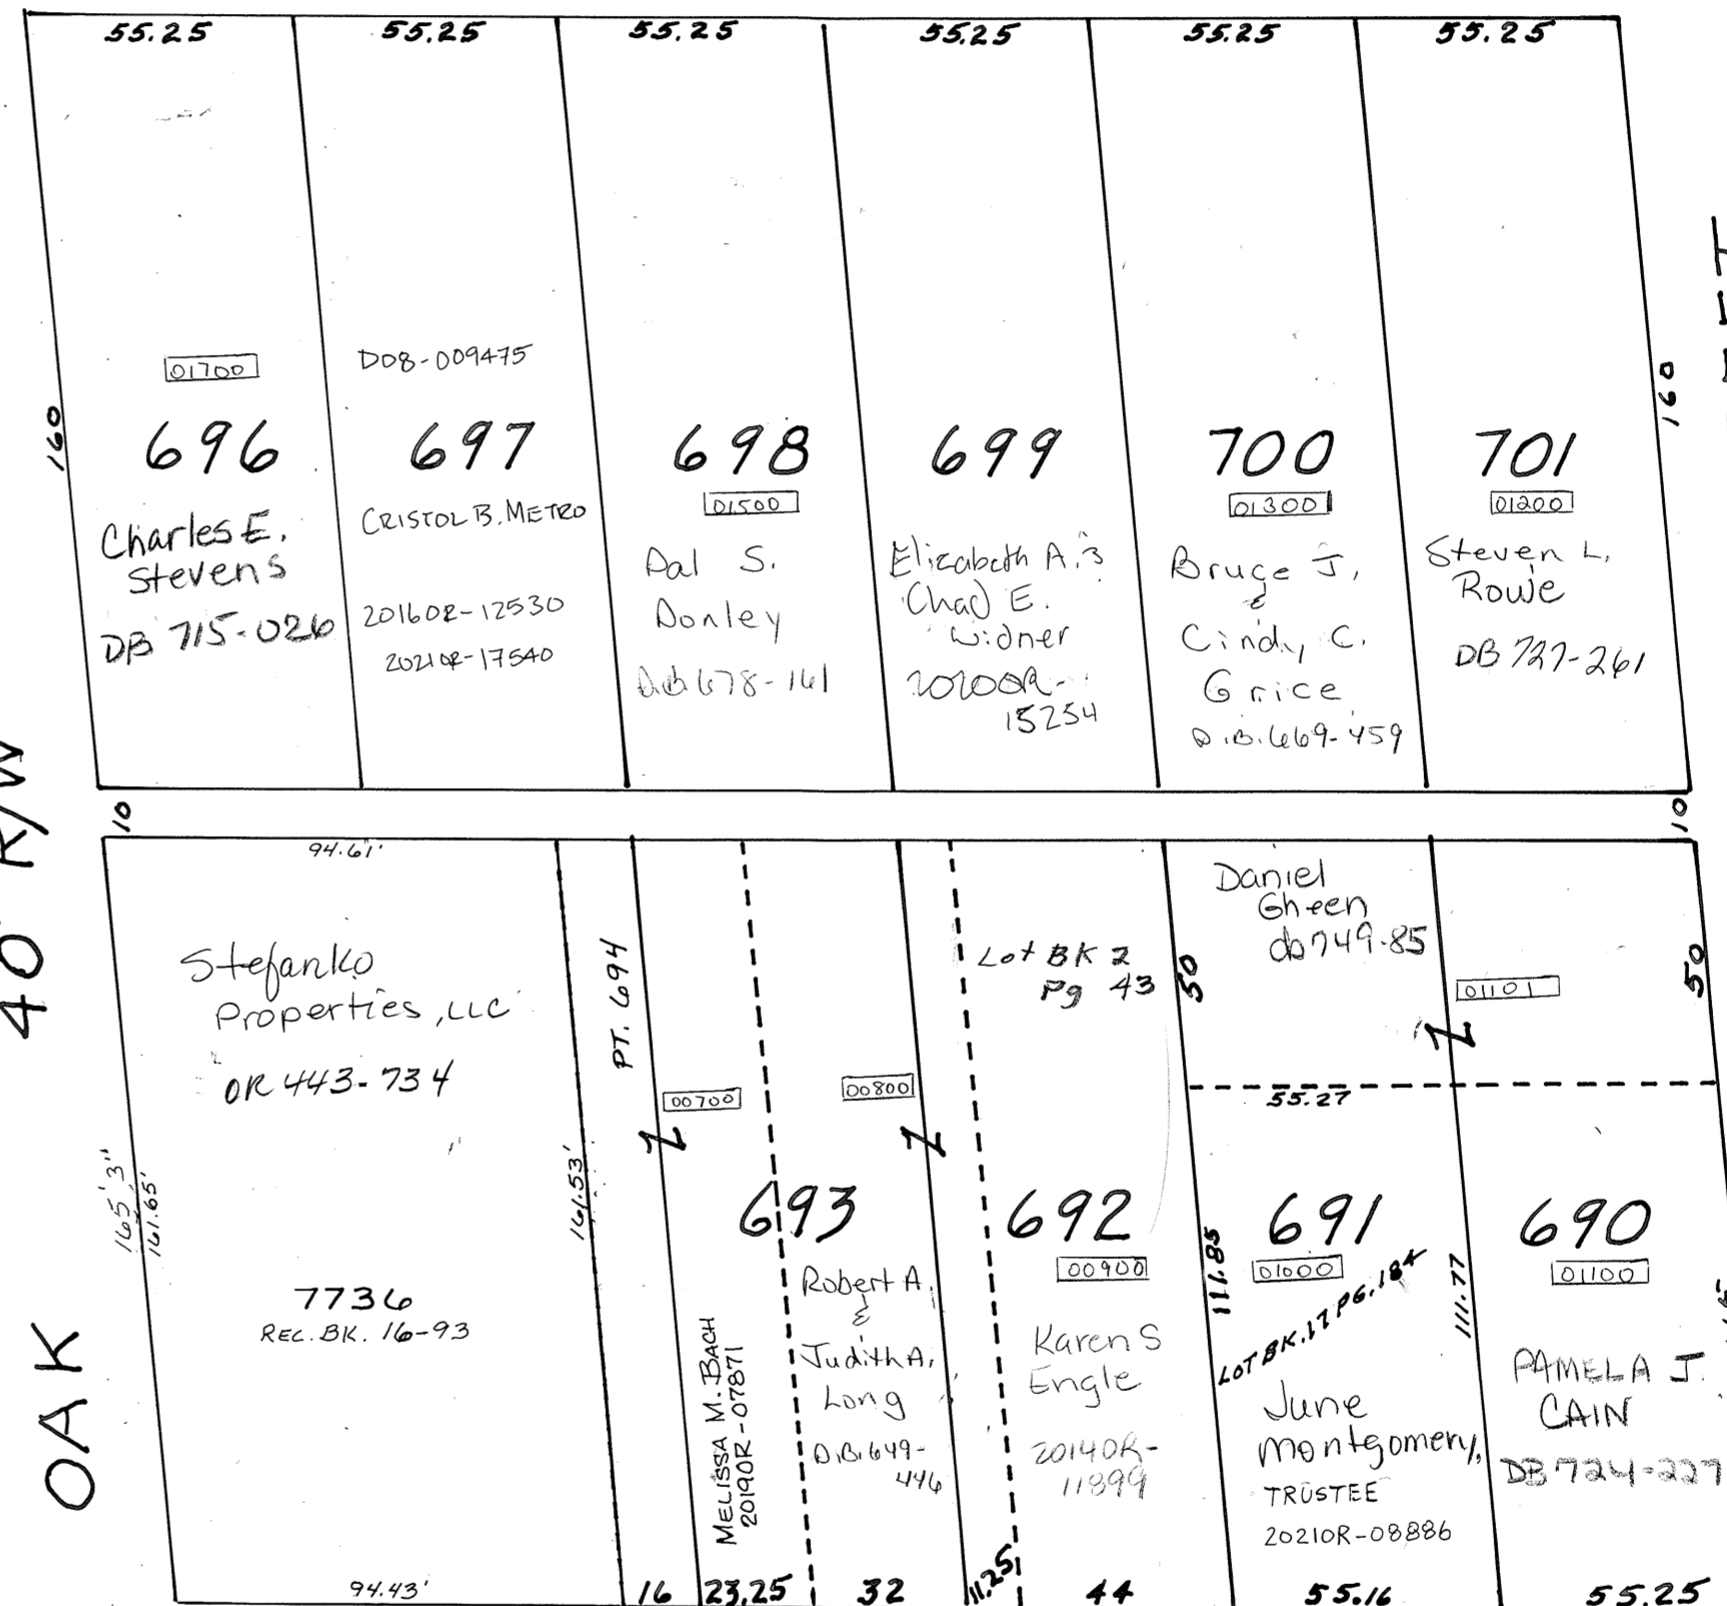 55.25
55.25
55.25
55.25
55.25
55.25
160
160
01700
696
Charles E.
Stevens
DB 715-026
D08-009475
697
CRISTOL B. METRO
2016OR-12530
2021OR-17540
698
01500
Dal S.
Donley
D.B. 678-161
699
Elizabeth A. &
Chad E.
Widner
2020OR-
15254
700
01300
Bruce J.
&
Cindy C.
Grice
D.B. 669-459
701
01200
Steven L.
Rowe
DB 727-261
40' R/W
OAK
10
10
94.61'
Stefanko
Properties, LLC
OR 443-734
165' 3"
161.65'
161.53'
7736
REC. BK. 16-93
94.43'
PT. 694
00700
693
MELISSA M. BACH
2019OR-07871
16
23.25
00800
Robert A.
&
Judith A.
Long
D.B. 649-
446
32
11.25
Lot BK 2
Pg 43
692
00900
Karen S
Engle
2014OR-
11899
44
Daniel
Gheen
db 749-85
50
50
01101
55.27
111.85
691
01000
LOT BK. 17 PG. 184
111.77
June
Montgomery,
TRUSTEE
2021OR-08886
55.16
690
01100
PAMELA J.
CAIN
DB 724-227
55.25